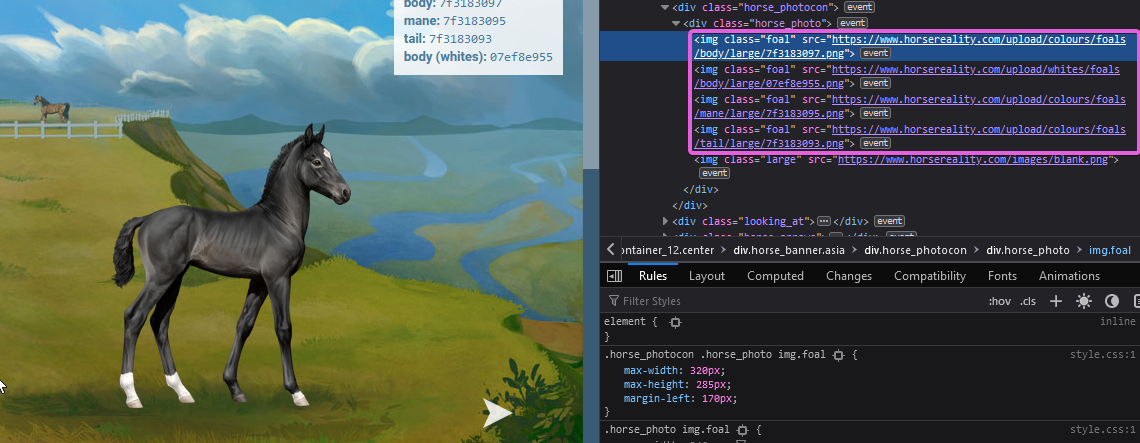 body: 7f3183097
mane: 7f3183095
tail: 7f3183093
body (whites): 07ef8e955
<div class="horse_photocon"> event
<div class="horse_photo"> event
<img class="foal" src="https://www.horsereality.com/upload/colours/foals
/body/large/7f3183097.png"> event
<img class="foal" src="https://www.horsereality.com/upload/whites/foals
/body/large/07ef8e955.png"> event
<img class="foal" src="https://www.horsereality.com/upload/colours/foals
/mane/large/7f3183095.png"> event
<img class="foal" src="https://www.horsereality.com/upload/colours/foals
/tail/large/7f3183093.png"> event
<img class="large" src="https://www.horsereality.com/images/blank.png">
event
</div>
</div>
<div class="looking_at"> ••• </div> event
ntainer_12.center > div.horse_banner.asia > div.horse_photocon > div.horse_photo > img.foal
Rules Layout Computed Changes Compatibility Fonts Animations
Filter Styles :hov .cls
element { inline
}
.horse_photocon .horse_photo img.foal { style.css:1
max-width: 320px;
max-height: 285px;
margin-left: 170px;
}
.horse_photo img.foal { style.css:1